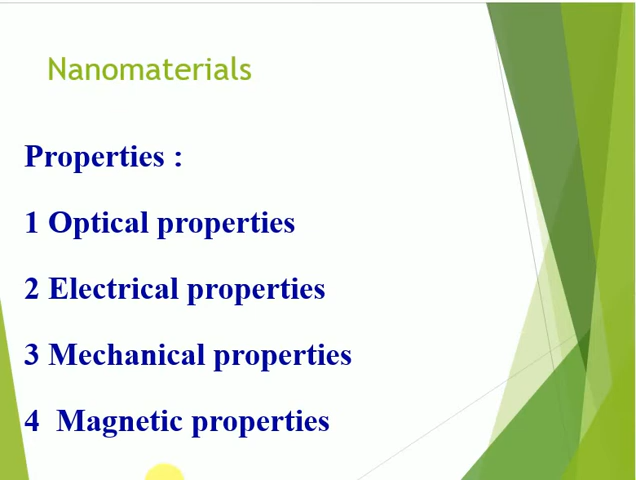 Nanomaterials
Properties :
1 Optical properties
2 Electrical properties
3 Mechanical properties
4  Magnetic properties